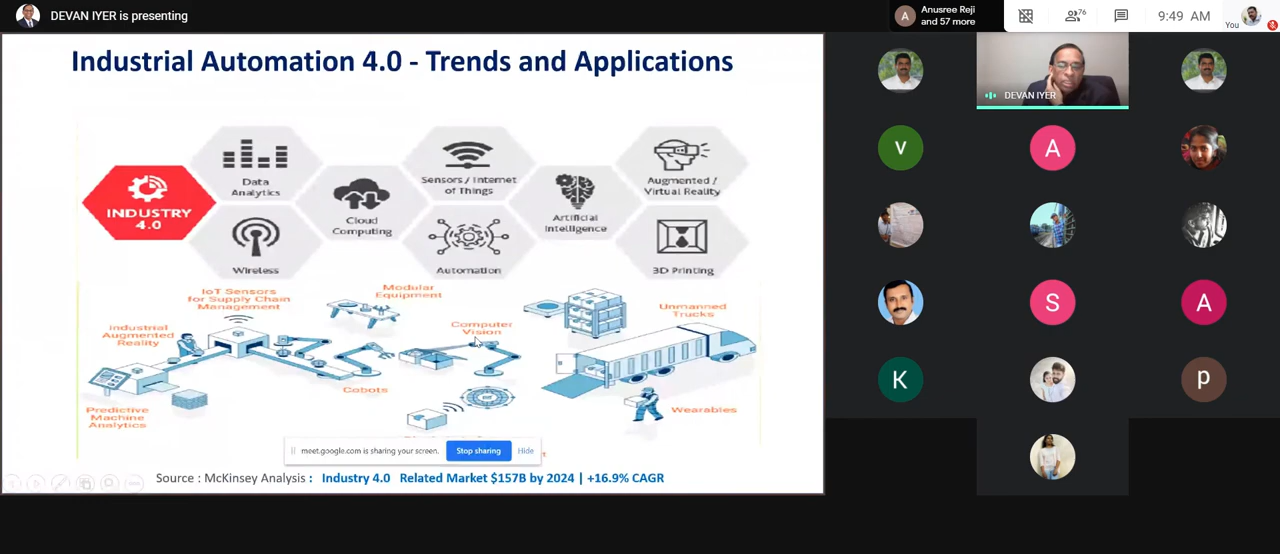 DEVAN IYER is presenting
A
Anusree Reji
and 57 more
76
9:49 AM
You
Industrial Automation 4.0 - Trends and Applications
INDUSTRY
4.0
Data
Analytics
Wireless
Cloud
Computing
Sensors / Internet
of Things
Automation
Artificial
Intelligence
Augmented /
Virtual Reality
3D Printing
IoT Sensors
for Supply Chain
Management
Modular
Equipment
Unmanned
Trucks
Industrial
Augmented
Reality
Computer
Vision
Cobots
Predictive
Machine
Analytics
Wearables
meet.google.com is sharing your screen.
Stop sharing
Hide
Source : McKinsey Analysis : Industry 4.0 Related Market $157B by 2024 | +16.9% CAGR
DEVAN IYER
v
A
S
A
K
p